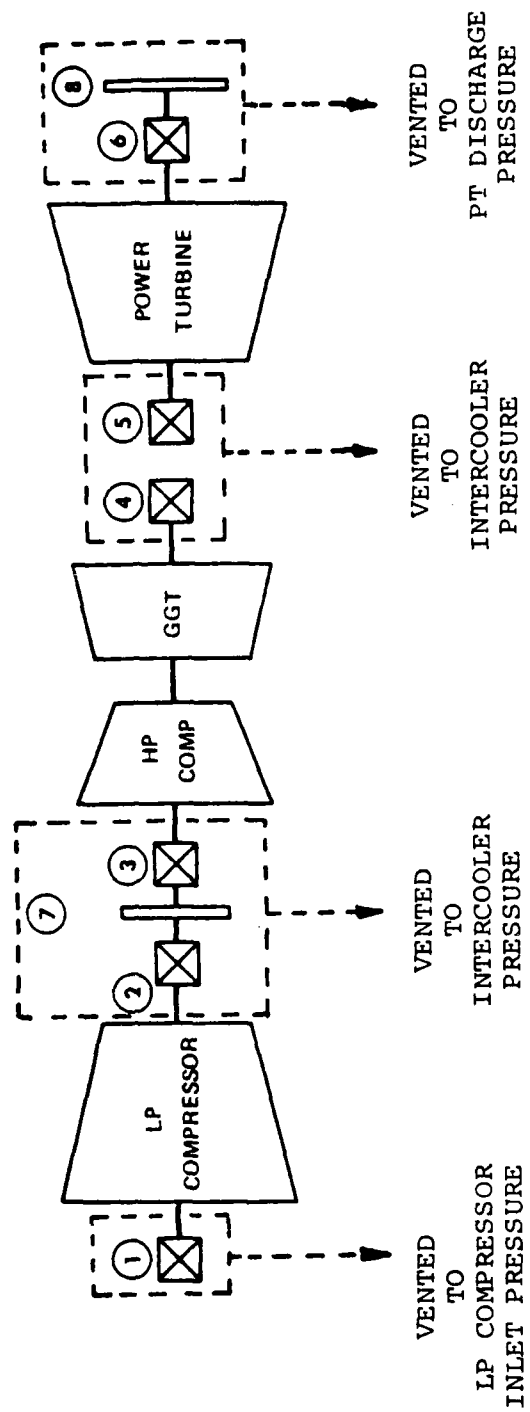 1
LP
COMPRESSOR
2
7
3
HP
COMP
GGT
4
5
POWER
TURBINE
6
8
VENTED
TO
LP COMPRESSOR
INLET PRESSURE
VENTED
TO
INTERCOOLER
PRESSURE
VENTED
TO
INTERCOOLER
PRESSURE
VENTED
TO
PT DISCHARGE
PRESSURE